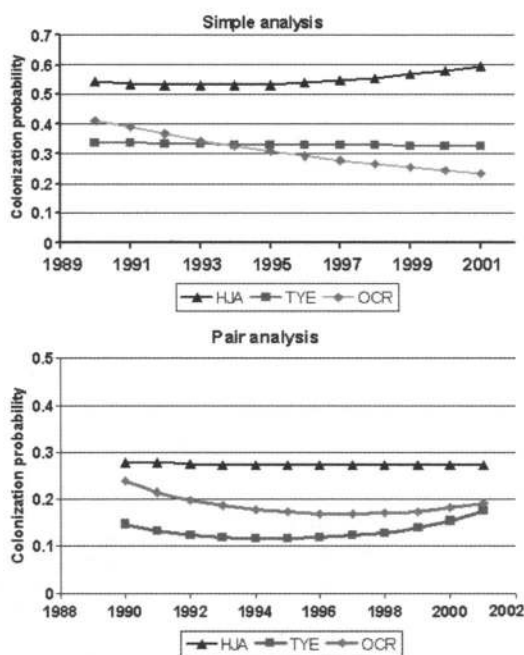 Simple analysis
Colonization probability
0.7
0.6
0.5
0.4
0.3
0.2
0.1
0
1989 1991 1993 1995 1997 1999 2001
HJA TYE OCR
Pair analysis
Colonization probability
0.5
0.4
0.3
0.2
0.1
0
1988 1990 1992 1994 1996 1998 2000 2002
HJA TYE OCR